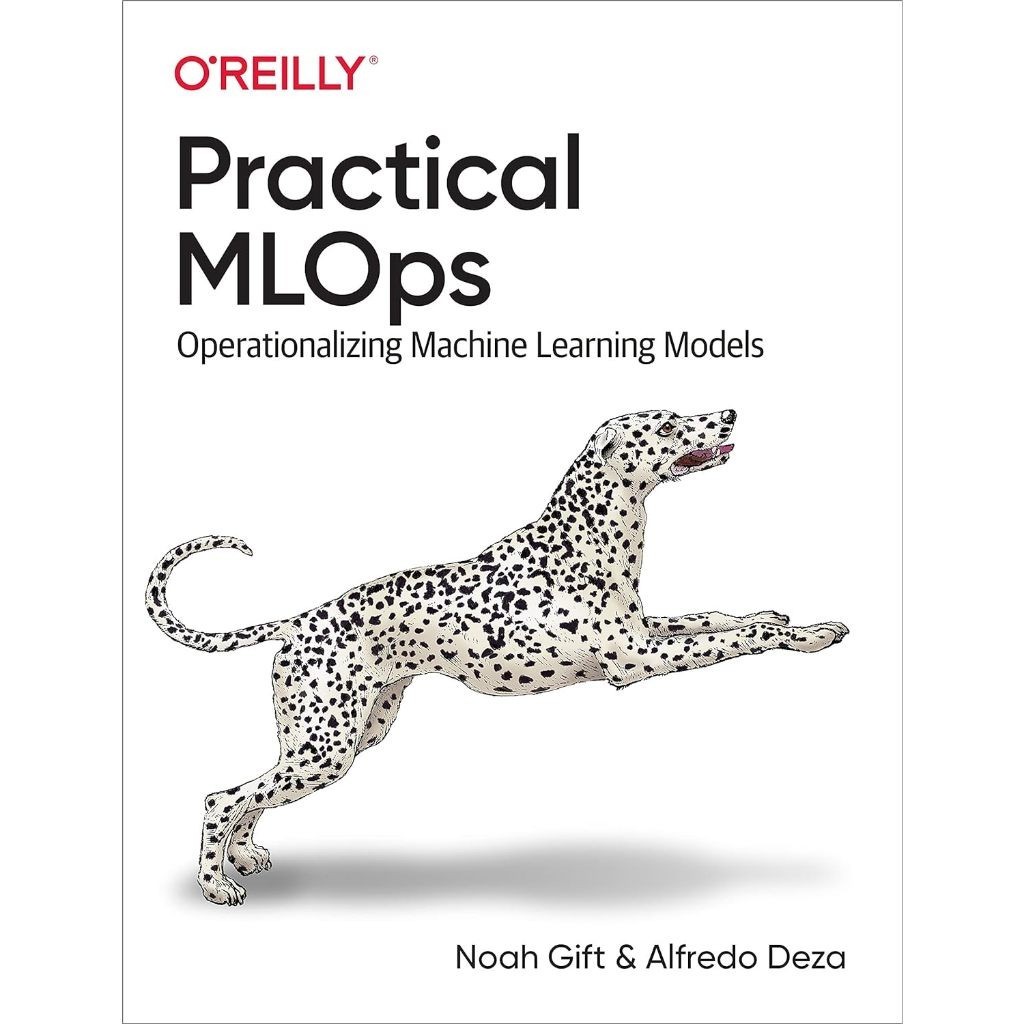 O'REILLY®
Practical
MLOps
Operationalizing Machine Learning Models
Noah Gift & Alfredo Deza